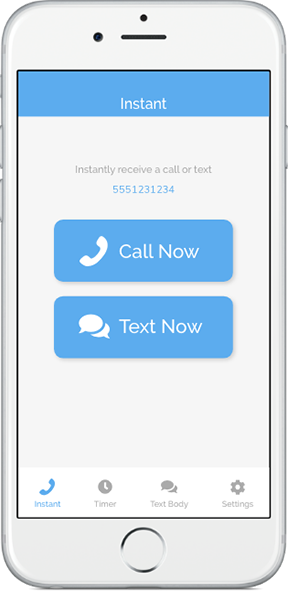 Instant
Instantly receive a call or text
5551231234
Call Now
Text Now
Instant
Timer
Text Body
Settings